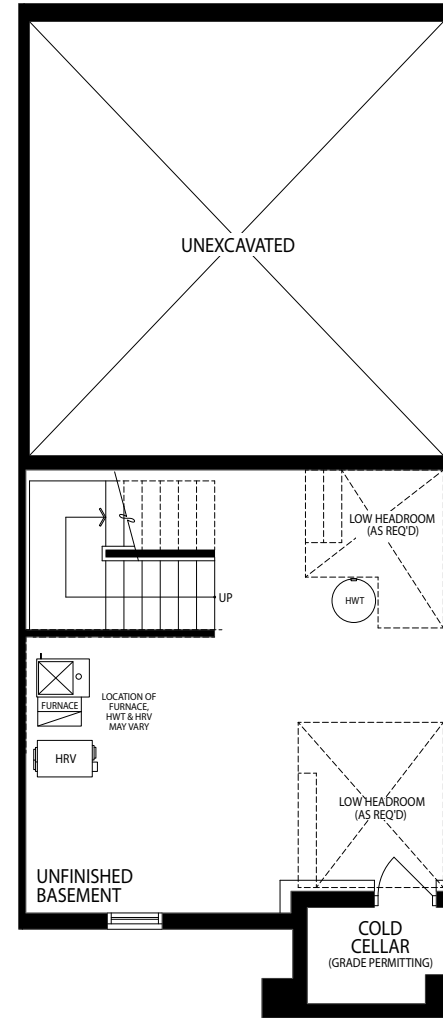 UNEXCAVATED
LOW HEADROOM
(AS REQ'D)
HWT
UP
FURNACE
LOCATION OF
FURNACE,
HWT & HRV
MAY VARY
HRV
LOW HEADROOM
(AS REQ'D)
UNFINISHED
BASEMENT
COLD
CELLAR
(GRADE PERMITTING)